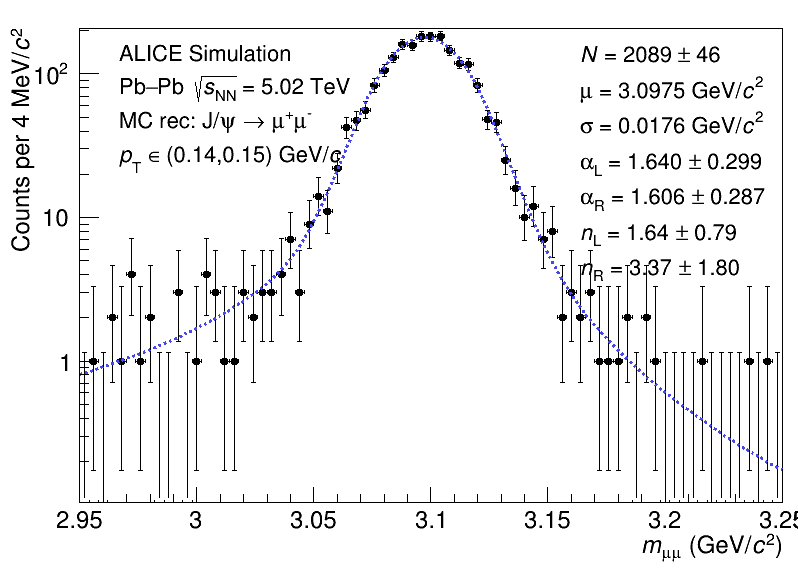 Counts per 4 MeV/c²
ALICE Simulation
Pb–Pb √sNN = 5.02 TeV
MC rec: J/ψ → μ⁺μ⁻
pT ∈ (0.14,0.15) GeV/c
N = 2089 ± 46
μ = 3.0975 GeV/c²
σ = 0.0176 GeV/c²
αL = 1.640 ± 0.299
αR = 1.606 ± 0.287
nL = 1.64 ± 0.79
nR = 3.37 ± 1.80
10²
10
1
2.95 3 3.05 3.1 3.15 3.2 3.25
mμμ (GeV/c²)